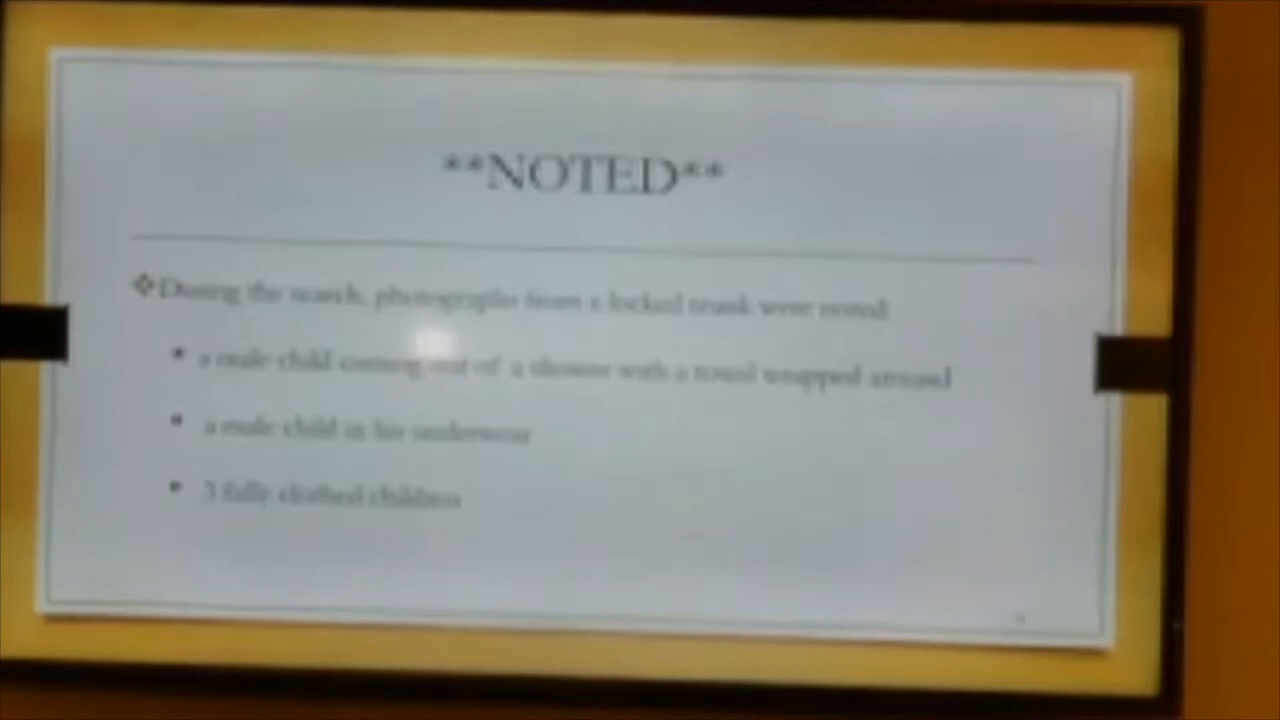 **NOTED**
During the search, photographs from a locked trunk were noted:
a male child coming out of a shower with a towel wrapped around
a male child in his underwear
3 fully clothed children